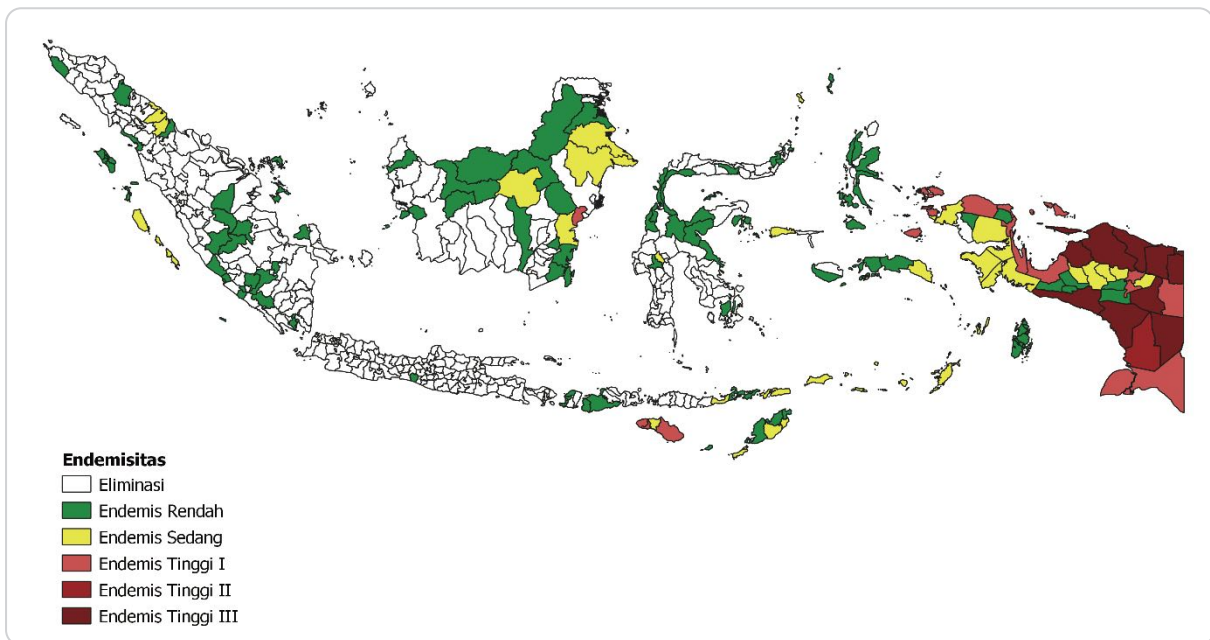 Endemisitas
Eliminasi
Endemis Rendah
Endemis Sedang
Endemis Tinggi I
Endemis Tinggi II
Endemis Tinggi III